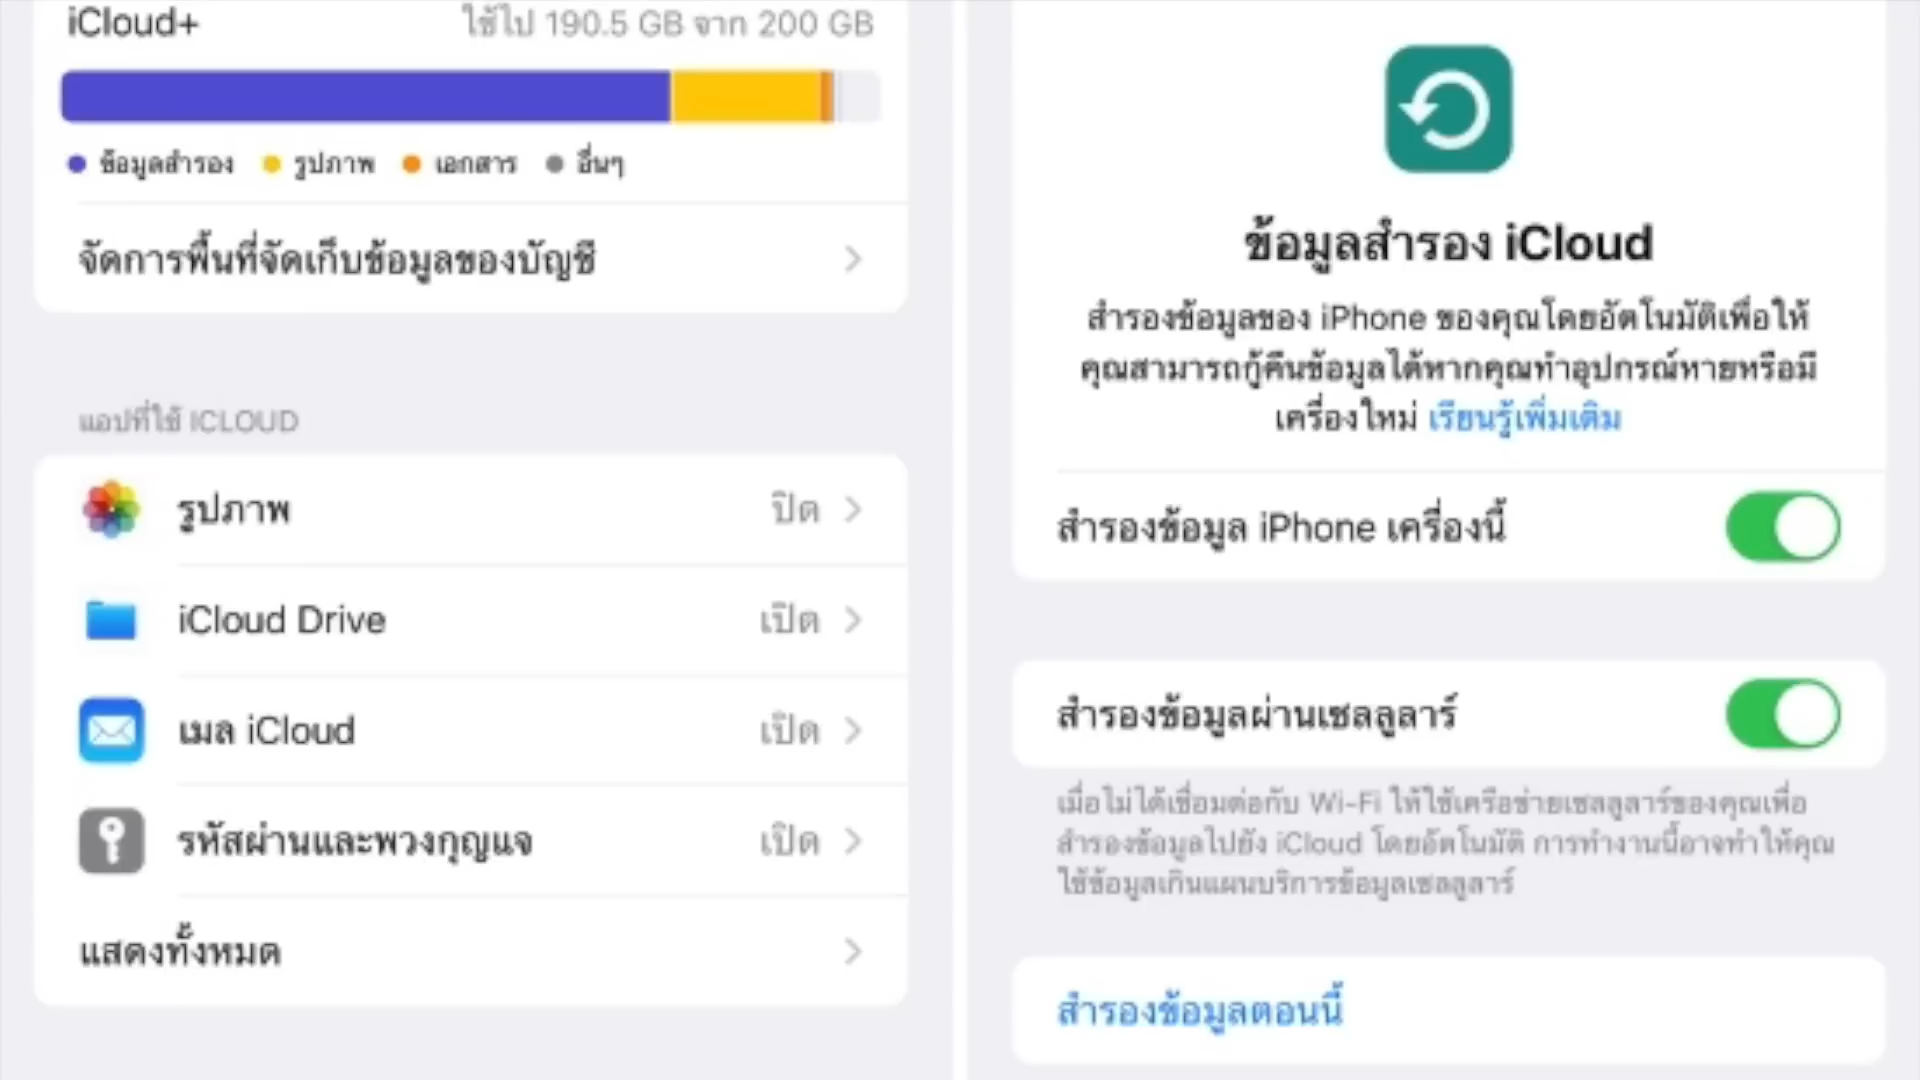 iCloud+
ใช้ไป 190.5 GB จาก 200 GB
ข้อมูลสำรอง รูปภาพ เอกสาร อื่นๆ
จัดการพื้นที่จัดเก็บข้อมูลของบัญชี
แอปที่ใช้ ICLOUD
รูปภาพ ปิด
iCloud Drive เปิด
เมล iCloud เปิด
รหัสผ่านและพวงกุญแจ เปิด
แสดงทั้งหมด
ข้อมูลสำรอง iCloud
สำรองข้อมูลของ iPhone ของคุณโดยอัตโนมัติเพื่อให้
คุณสามารถกู้คืนข้อมูลได้หากคุณทำอุปกรณ์หายหรือมี
เครื่องใหม่ เรียนรู้เพิ่มเติม
สำรองข้อมูล iPhone เครื่องนี้
สำรองข้อมูลผ่านเซลลูลาร์
เมื่อไม่ได้เชื่อมต่อกับ Wi-Fi ให้ใช้เครือข่ายเซลลูลาร์ของคุณเพื่อ
สำรองข้อมูลไปยัง iCloud โดยอัตโนมัติ การทำงานนี้อาจทำให้คุณ
ใช้ข้อมูลเกินแผนบริการข้อมูลเซลลูลาร์
สำรองข้อมูลตอนนี้